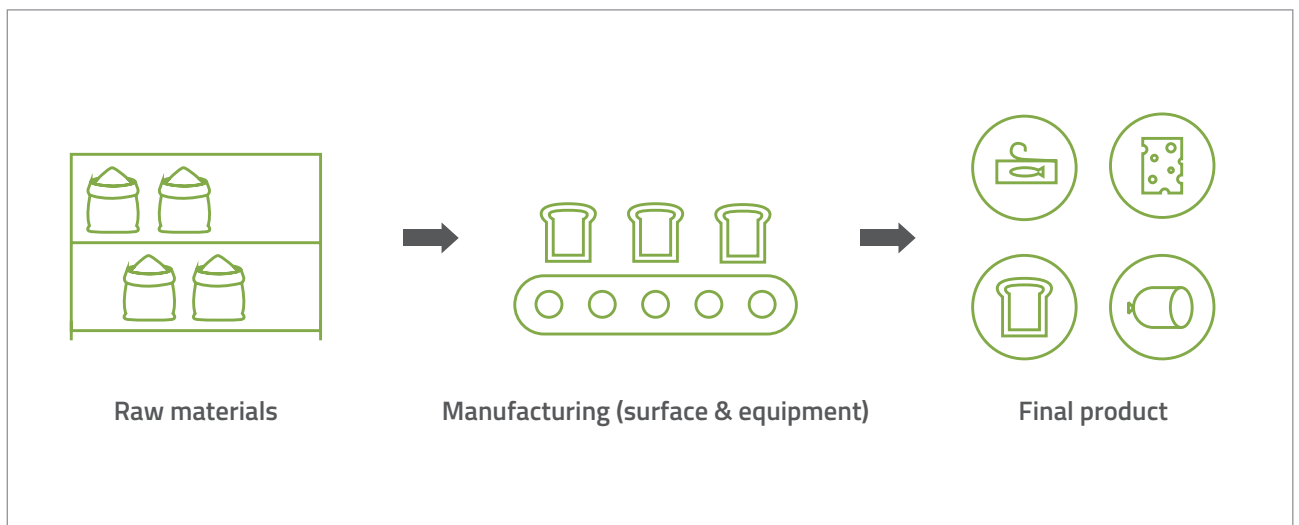 Raw materials
Manufacturing (surface & equipment)
Final product